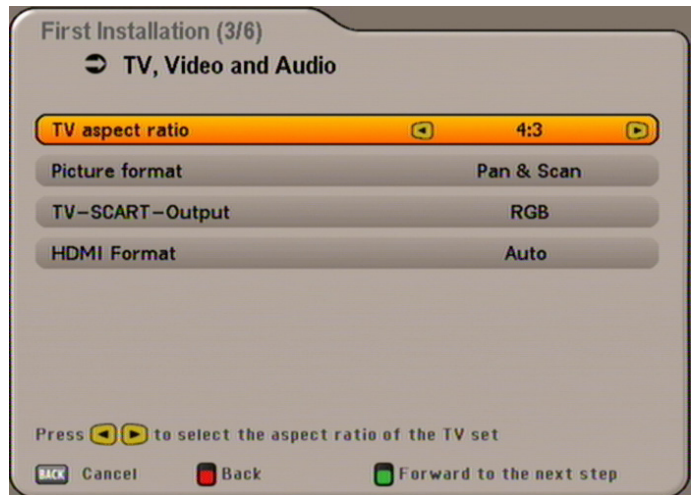 First Installation (3/6)
TV, Video and Audio
TV aspect ratio 4:3
Picture format Pan & Scan
TV-SCART-Output RGB
HDMI Format Auto
Press to select the aspect ratio of the TV set
BACK Cancel Back Forward to the next step